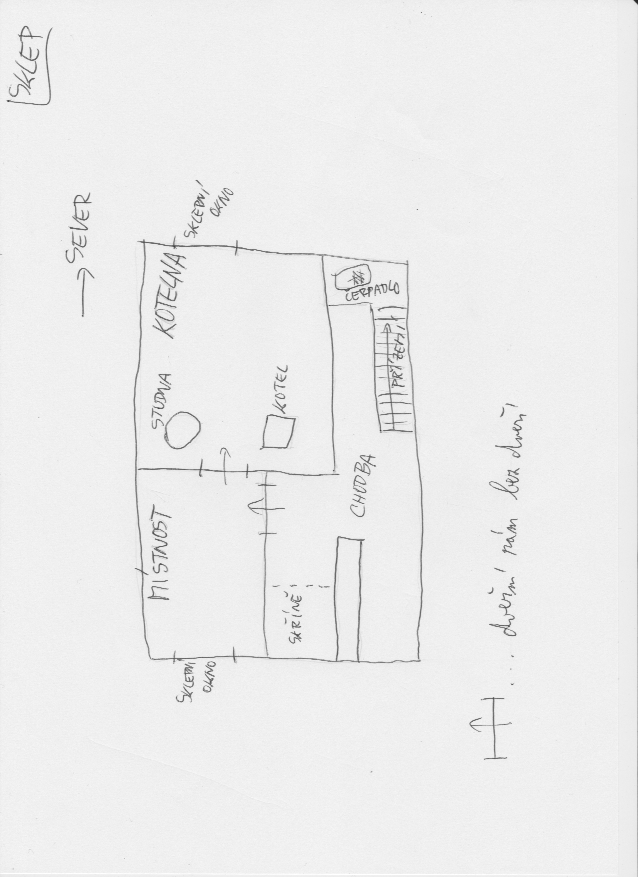 SKLEP
→ SEVER
SKLEPNÍ
OKNO
KOTELNA
STUDNA
KOTEL
ČERPADLO
PŘÍZEMÍ
CHODBA
MÍSTNOST
SKŘÍNĚ
SKLEPNÍ
OKNO
... dveřní rám bez dveří